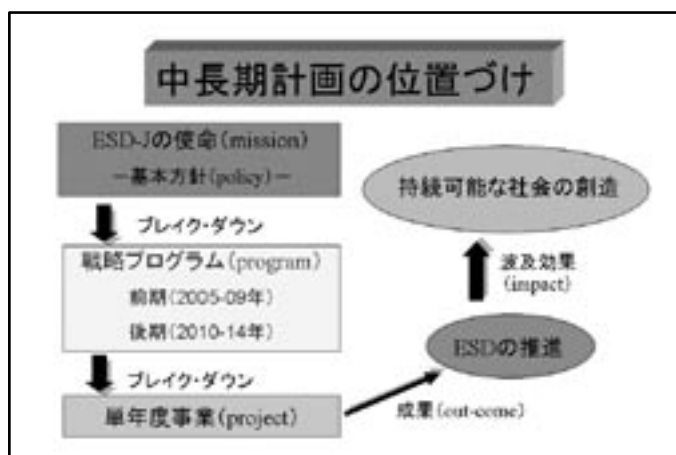 中長期計画の位置づけ
ESD-Jの使命(mission)
－基本方針(policy)－
ブレイク・ダウン
戦略プログラム(program)
前期(2005-09年)
後期(2010-14年)
ブレイク・ダウン
単年度事業(project)
成果(out-come)
ESDの推進
波及効果
(impact)
持続可能な社会の創造